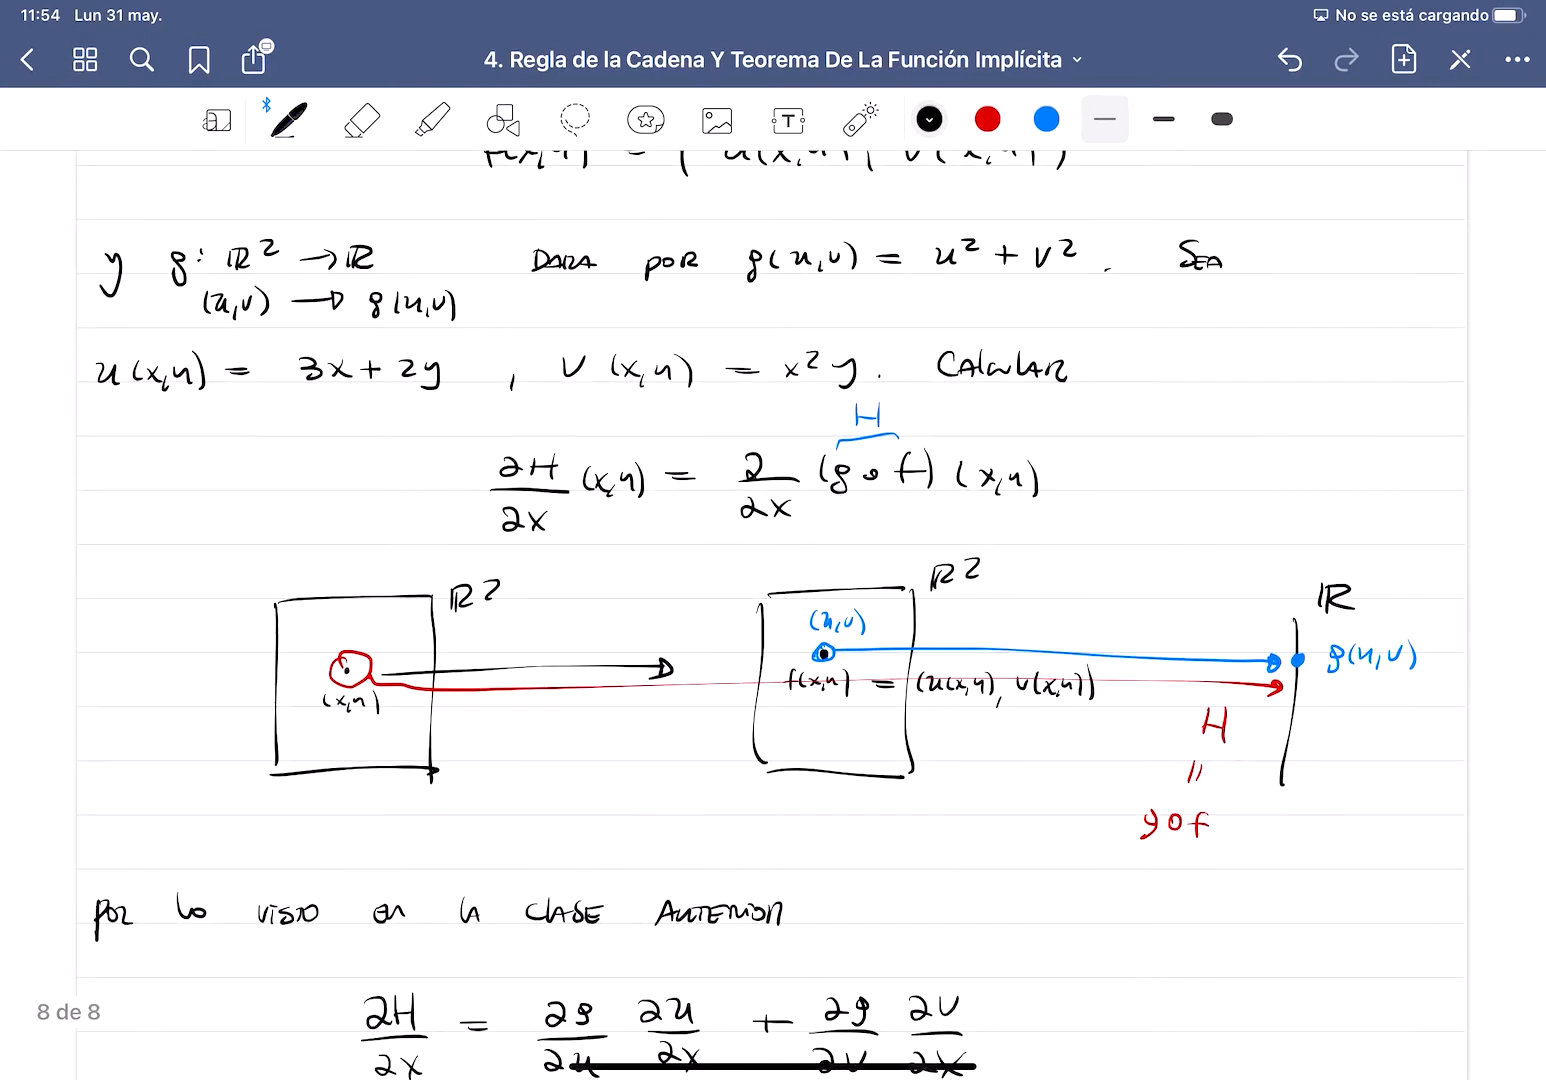 11:54 Lun 31 may. No se está cargando
4. Regla de la Cadena Y Teorema De La Función Implícita
f(x,y) = ( u(x,y), v(x,y))
y g: ℝ² → ℝ DADA por g(u,v) = u² + v². SEA
(u,v) → g(u,v)
u(x,y) = 3x + 2y, v(x,y) = x²y. CALCULAR
H
∂H/∂x (x,y) = ∂/∂x (g∘f)(x,y)
ℝ² ℝ² ℝ
(u,v)
g(u,v)
(x,y) f(x,y) = (u(x,y), v(x,y))
H
=
g∘f
por lo visto en la CLASE ANTERIOR
8 de 8
∂H/∂x = ∂g/∂u ∂u/∂x + ∂g/∂v ∂v/∂x